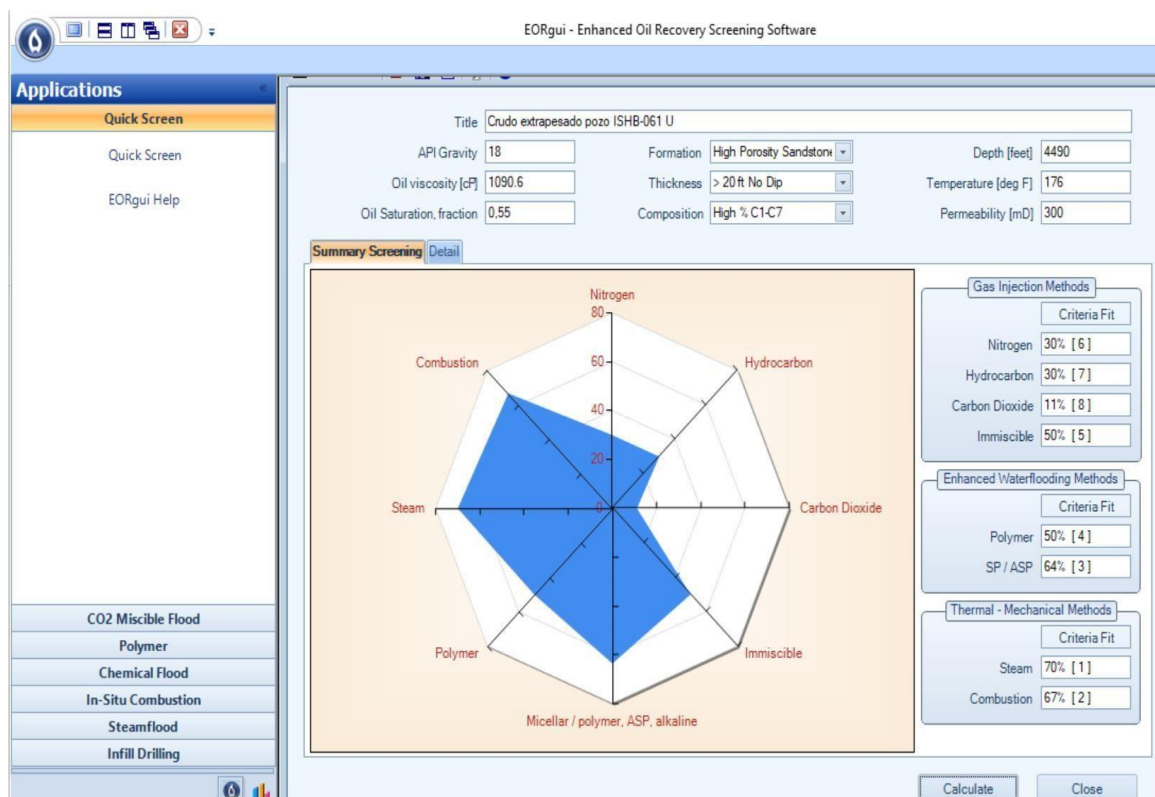 EORgui - Enhanced Oil Recovery Screening Software
Applications
«
Quick Screen
Quick Screen
EORgui Help
CO2 Miscible Flood
Polymer
Chemical Flood
In-Situ Combustion
Steamflood
Infill Drilling
Title Crudo extrapesado pozo ISHB-061 U
API Gravity 18 Formation High Porosity Sandstone Depth [feet] 4490
Oil viscosity [cP] 1090.6 Thickness > 20 ft No Dip Temperature [deg F] 176
Oil Saturation, fraction 0,55 Composition High % C1-C7 Permeability [mD] 300
Summary Screening Detail
Nitrogen
80
Combustion 60 Hydrocarbon
40
20
Steam 0 Carbon Dioxide
Polymer Immiscible
Micellar / polymer, ASP, alkaline
Gas Injection Methods
Criteria Fit
Nitrogen 30% [ 6 ]
Hydrocarbon 30% [ 7 ]
Carbon Dioxide 11% [ 8 ]
Immiscible 50% [ 5 ]
Enhanced Waterflooding Methods
Criteria Fit
Polymer 50% [ 4 ]
SP / ASP 64% [ 3 ]
Thermal - Mechanical Methods
Criteria Fit
Steam 70% [ 1 ]
Combustion 67% [ 2 ]
Calculate Close